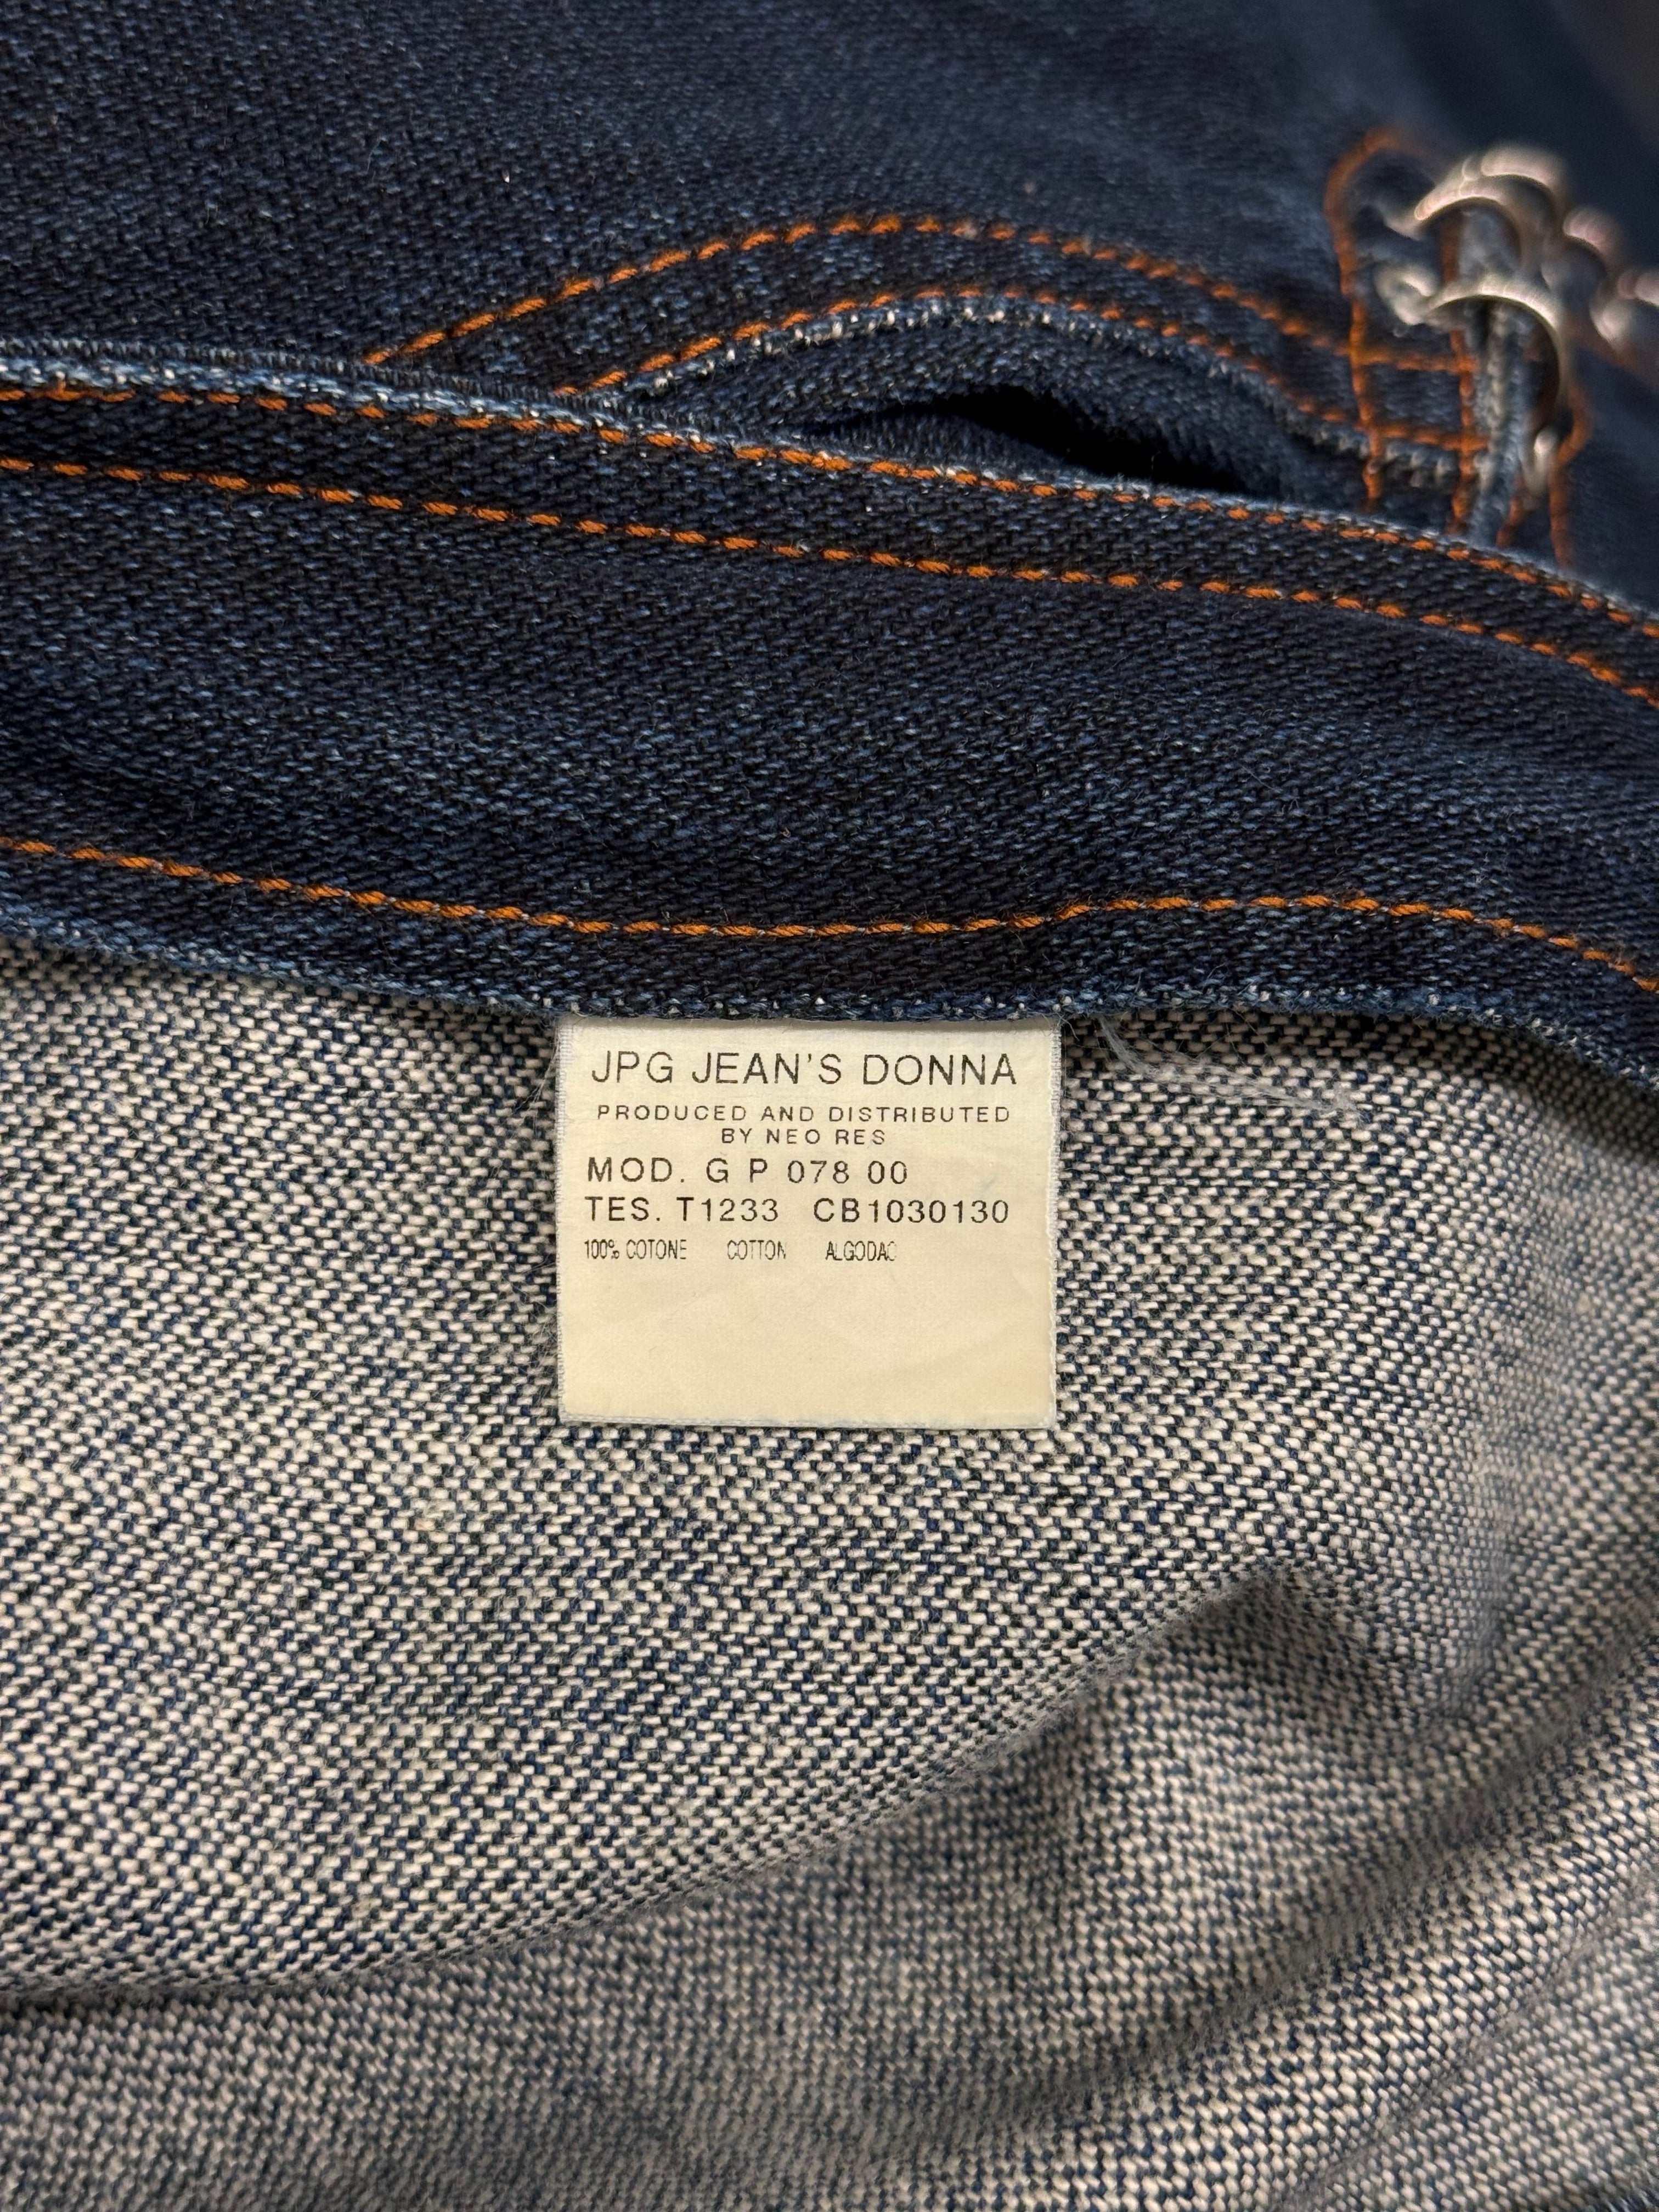 JPG JEAN'S DONNA
PRODUCED AND DISTRIBUTED
BY NEO RES
MOD. G P 078 00
TES. T1233 CB1030130
100% COTONE COTTON ALGODAO